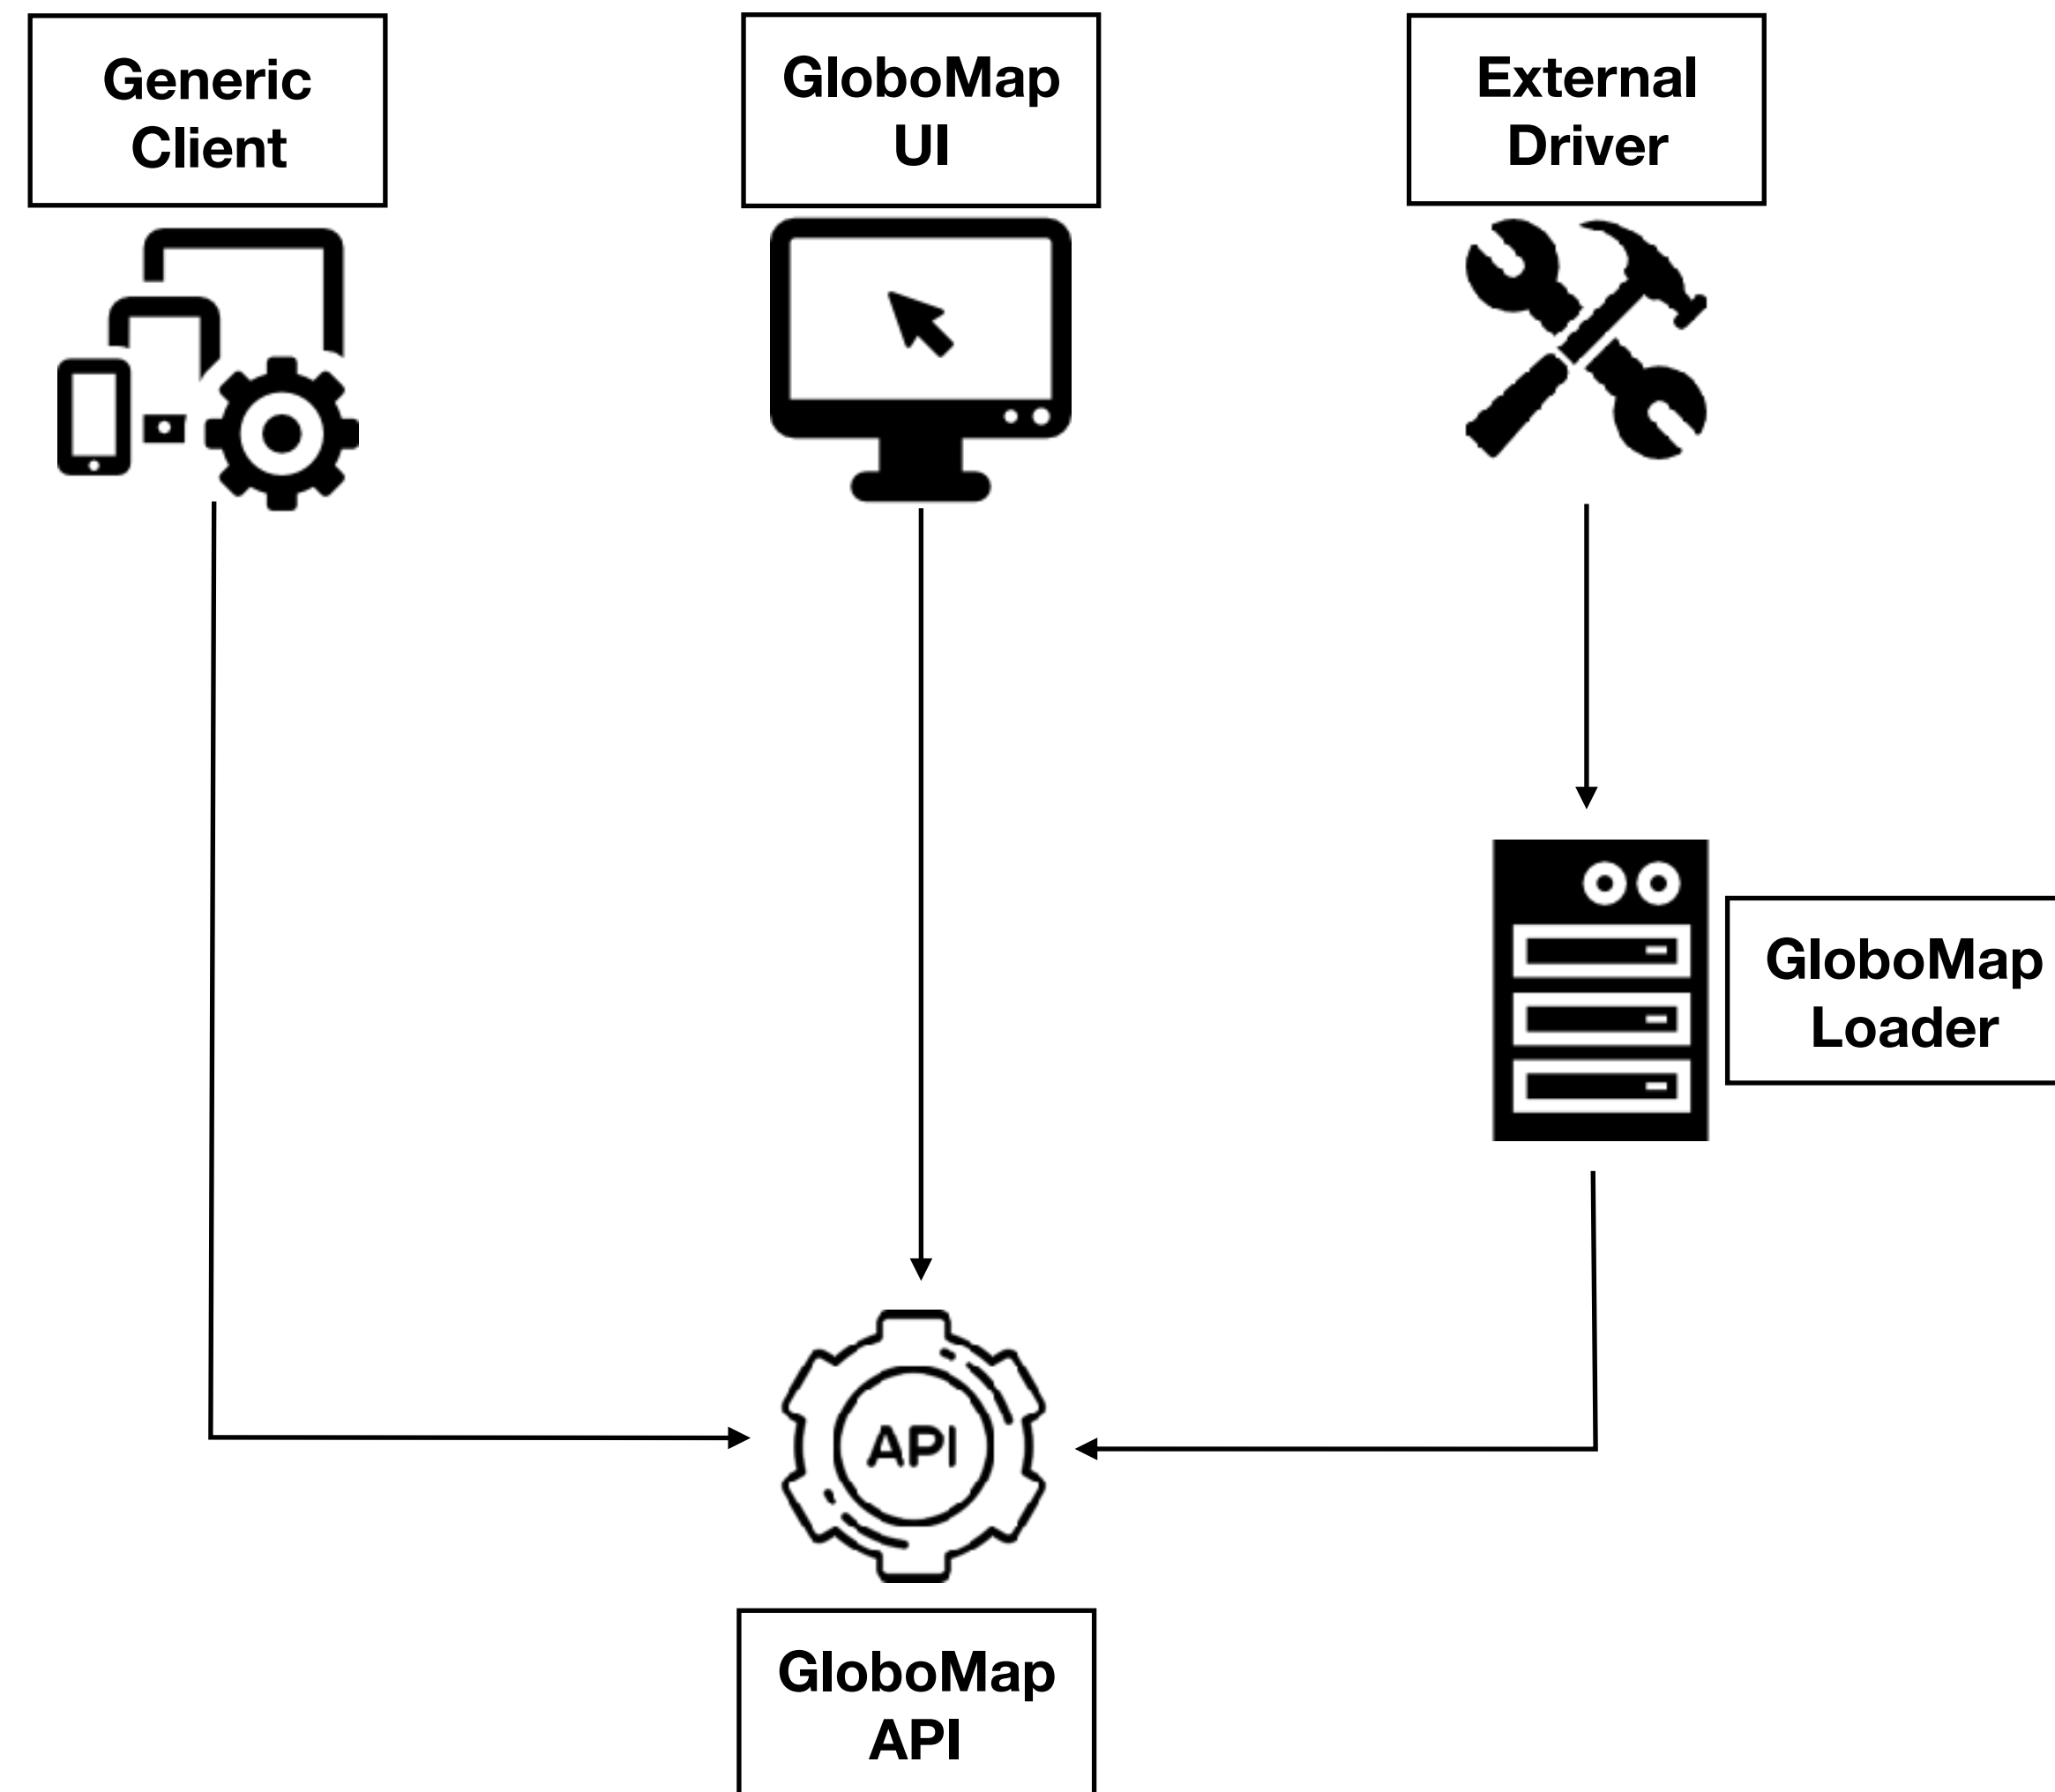 Generic
Client
GloboMap
UI
External
Driver
GloboMap
Loader
API
GloboMap
API